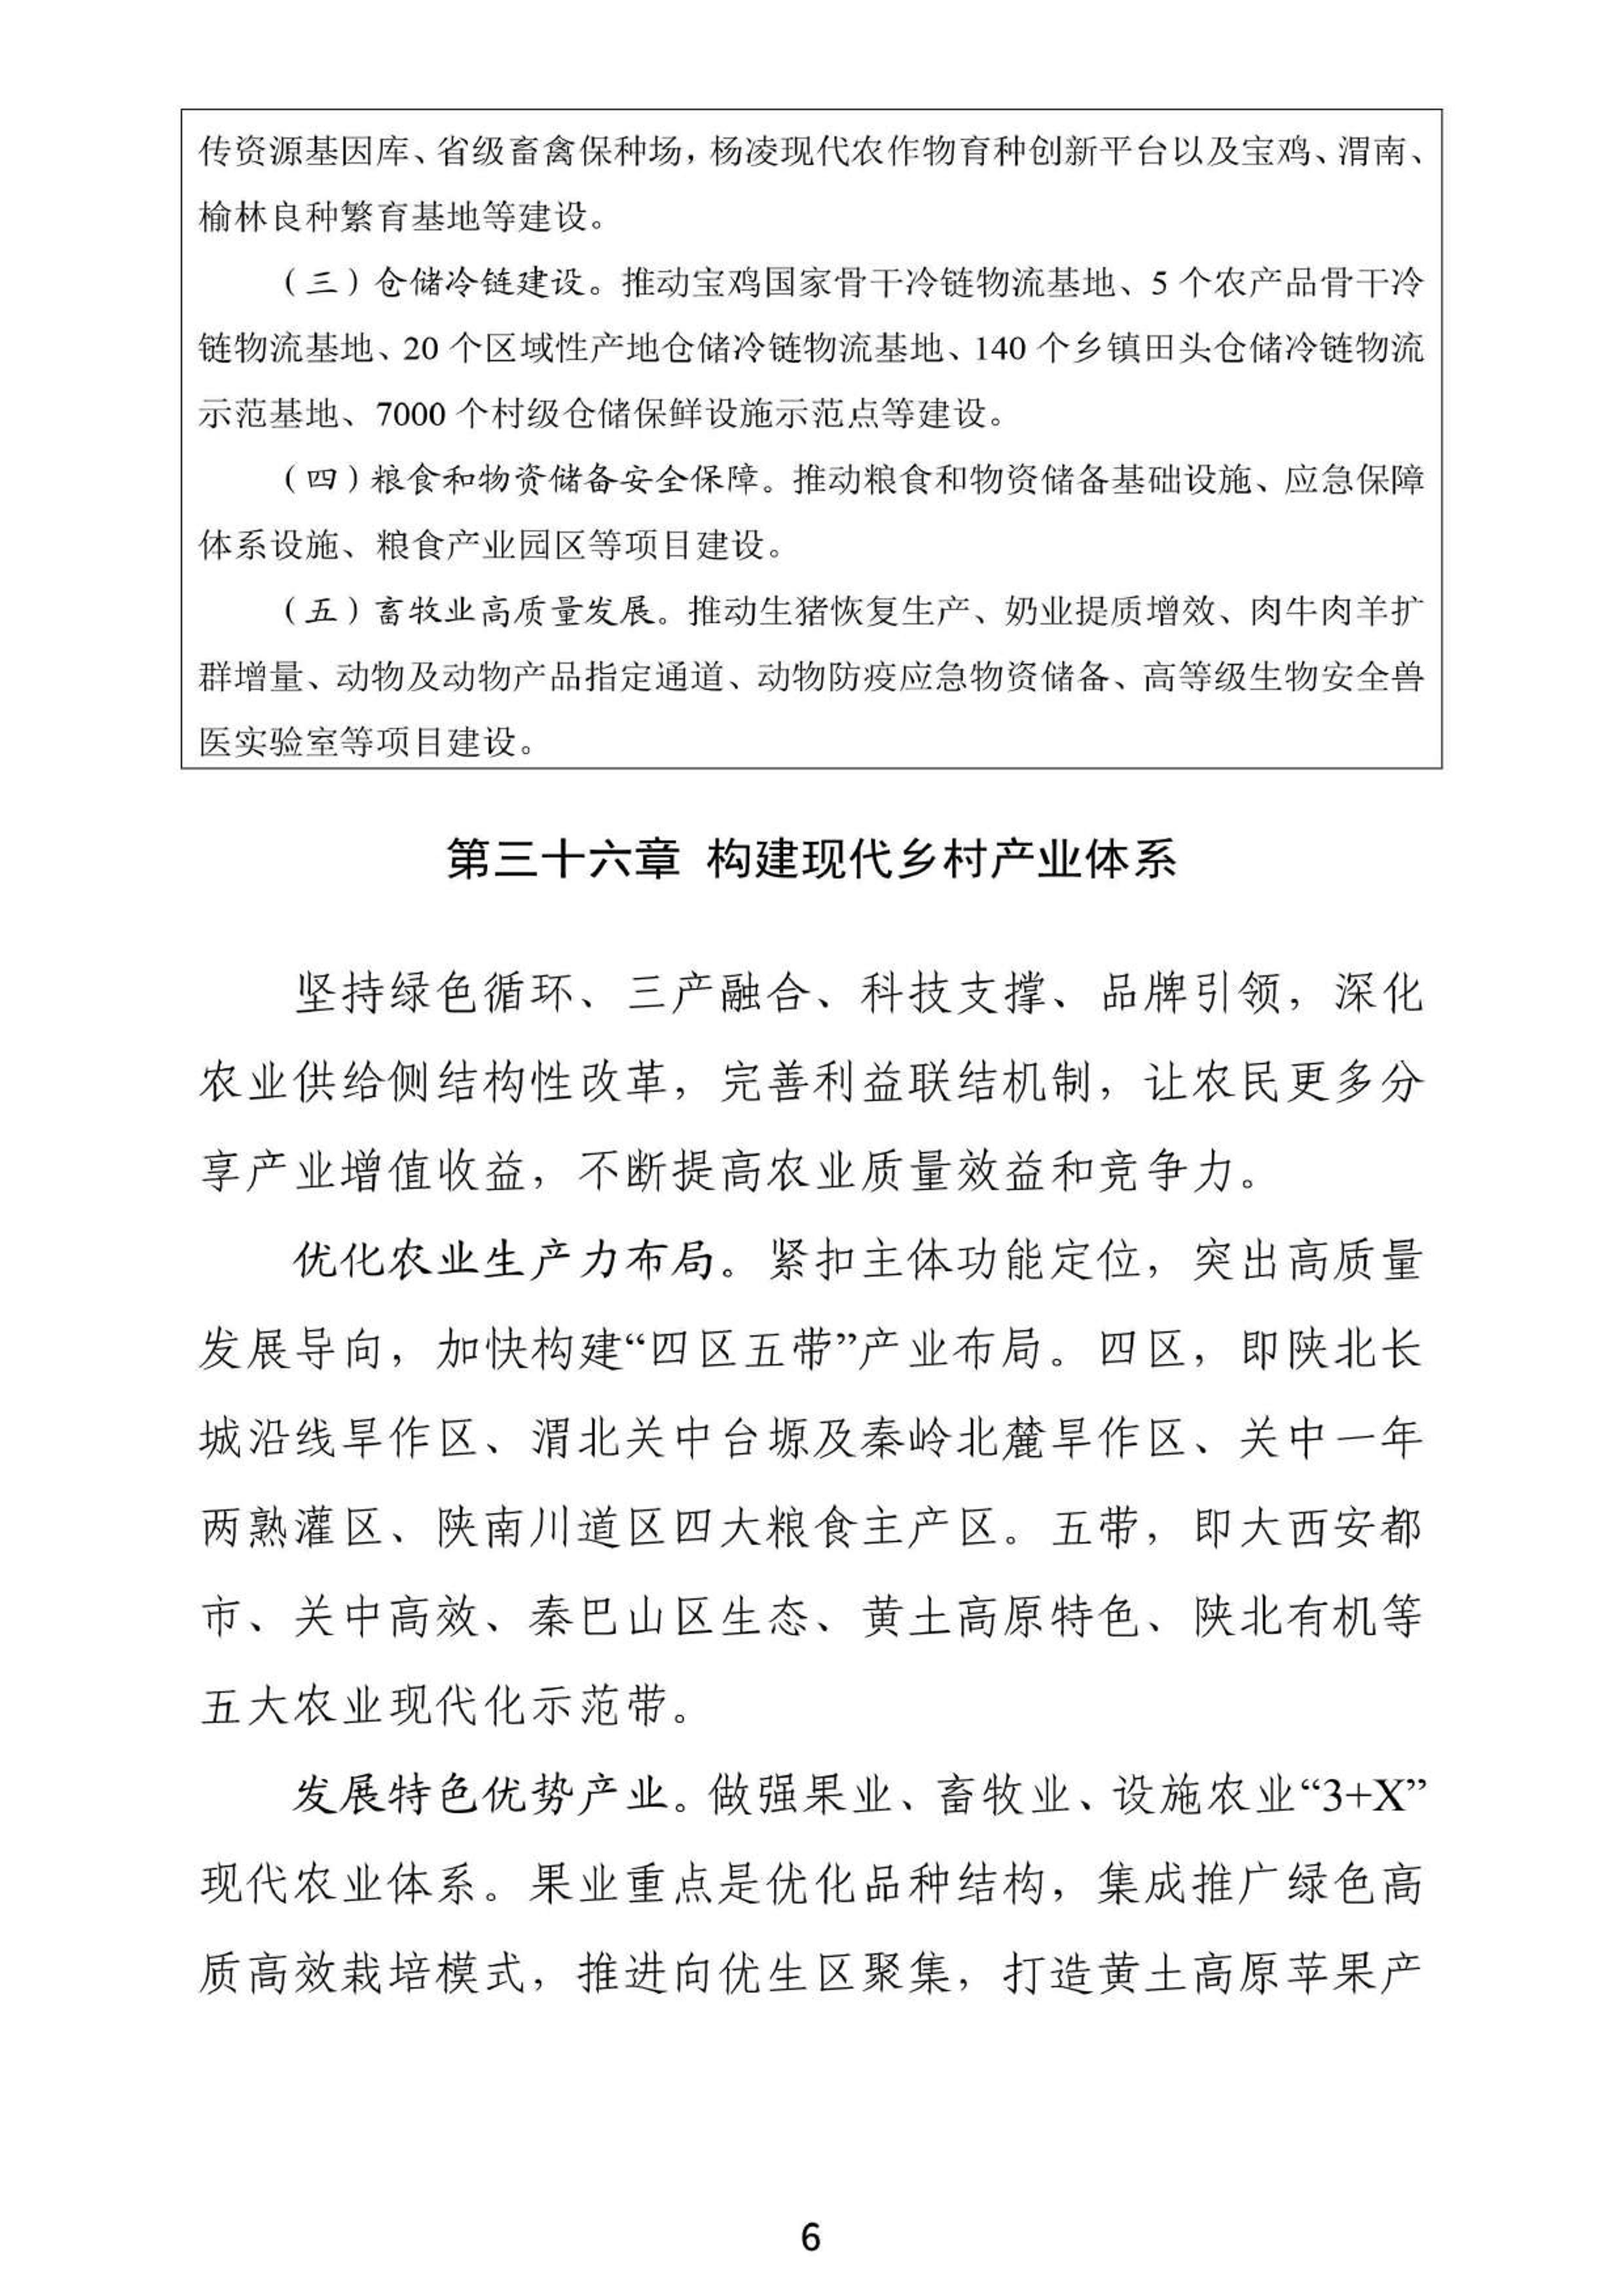 传资源基因库、省级畜禽保种场，杨凌现代农作物育种创新平台以及宝鸡、渭南、
榆林良种繁育基地等建设。
（三）仓储冷链建设。推动宝鸡国家骨干冷链物流基地、5 个农产品骨干冷
链物流基地、20 个区域性产地仓储冷链物流基地、140 个乡镇田头仓储冷链物流
示范基地、7000 个村级仓储保鲜设施示范点等建设。
（四）粮食和物资储备安全保障。推动粮食和物资储备基础设施、应急保障
体系设施、粮食产业园区等项目建设。
（五）畜牧业高质量发展。推动生猪恢复生产、奶业提质增效、肉牛肉羊扩
群增量、动物及动物产品指定通道、动物防疫应急物资储备、高等级生物安全兽
医实验室等项目建设。
第三十六章 构建现代乡村产业体系
坚持绿色循环、三产融合、科技支撑、品牌引领，深化
农业供给侧结构性改革，完善利益联结机制，让农民更多分
享产业增值收益，不断提高农业质量效益和竞争力。
优化农业生产力布局。紧扣主体功能定位，突出高质量
发展导向，加快构建“四区五带”产业布局。四区，即陕北长
城沿线旱作区、渭北关中台塬及秦岭北麓旱作区、关中一年
两熟灌区、陕南川道区四大粮食主产区。五带，即大西安都
市、关中高效、秦巴山区生态、黄土高原特色、陕北有机等
五大农业现代化示范带。
发展特色优势产业。做强果业、畜牧业、设施农业“3+X”
现代农业体系。果业重点是优化品种结构，集成推广绿色高
质高效栽培模式，推进向优生区聚集，打造黄土高原苹果产
6